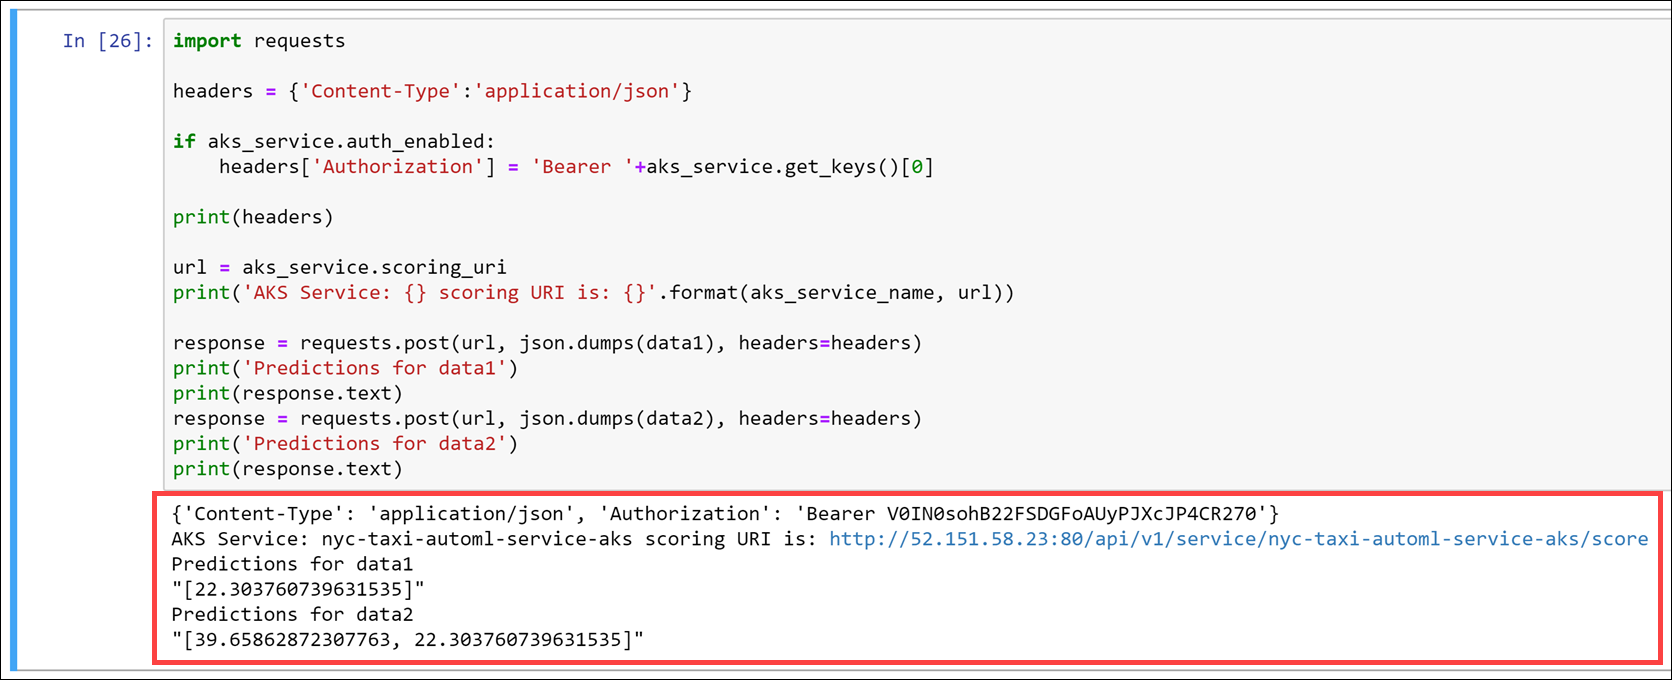 In [26]:
import requests
headers = {'Content-Type':'application/json'}
if aks_service.auth_enabled:
    headers['Authorization'] = 'Bearer '+aks_service.get_keys()[0]
print(headers)
url = aks_service.scoring_uri
print('AKS Service: {} scoring URI is: {}'.format(aks_service_name, url))
response = requests.post(url, json.dumps(data1), headers=headers)
print('Predictions for data1')
print(response.text)
response = requests.post(url, json.dumps(data2), headers=headers)
print('Predictions for data2')
print(response.text)
{'Content-Type': 'application/json', 'Authorization': 'Bearer V0IN0sohB22FSDGFoAUyPJXcJP4CR270'}
AKS Service: nyc-taxi-automl-service-aks scoring URI is: http://52.151.58.23:80/api/v1/service/nyc-taxi-automl-service-aks/score
Predictions for data1
"[22.303760739631535]"
Predictions for data2
"[39.65862872307763, 22.303760739631535]"